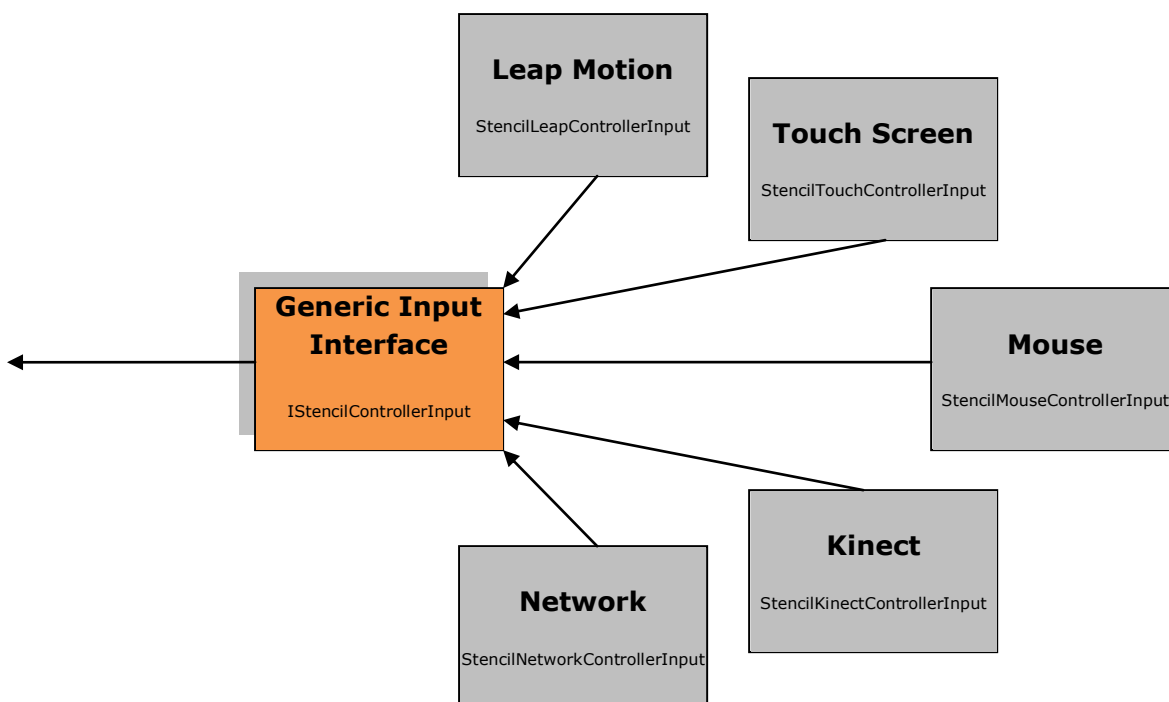 Leap Motion
StencilLeapControllerInput
Touch Screen
StencilTouchControllerInput
Generic Input
Interface
IStencilControllerInput
Mouse
StencilMouseControllerInput
Kinect
StencilKinectControllerInput
Network
StencilNetworkControllerInput